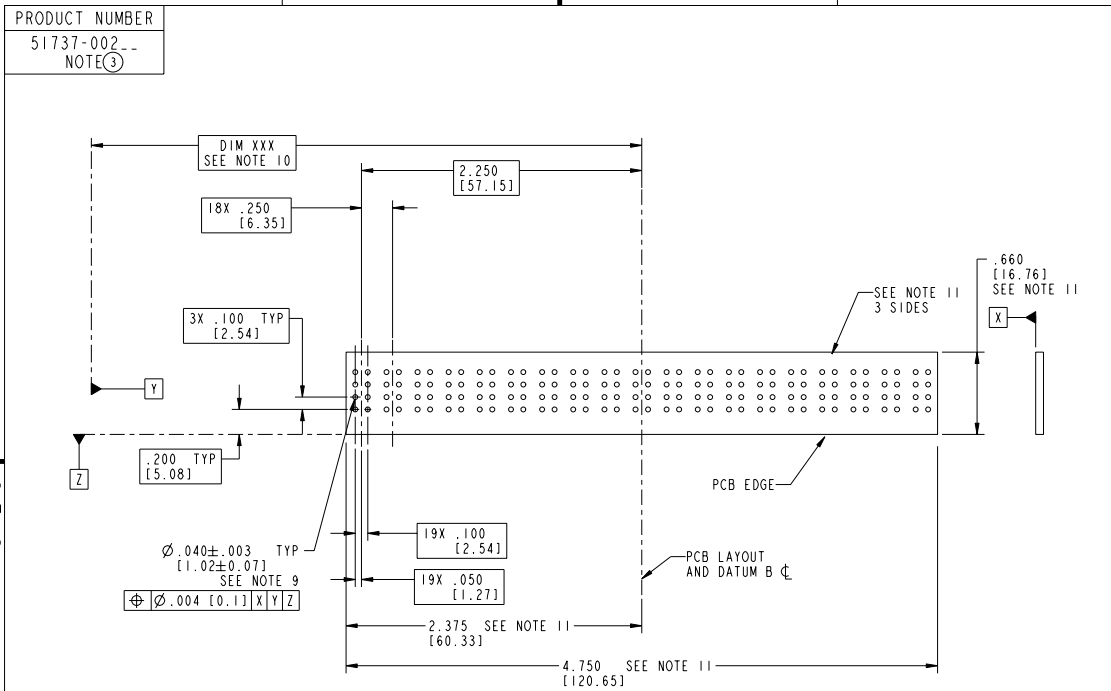 PRODUCT NUMBER
51737-002__
NOTE 3
DIM XXX
SEE NOTE 10
2.250
[57.15]
18X .250
[6.35]
.660
[16.76]
SEE NOTE 11
SEE NOTE 11
3 SIDES
X
3X .100 TYP
[2.54]
Y
.200 TYP
[5.08]
Z
PCB EDGE
19X .100
[2.54]
Ø.040±.003 TYP
[1.02±0.07]
SEE NOTE 9
⌖ Ø.004 [0.1] X Y Z
19X .050
[1.27]
PCB LAYOUT
AND DATUM B ℄
2.375 SEE NOTE 11
[60.33]
4.750 SEE NOTE 11
[120.65]